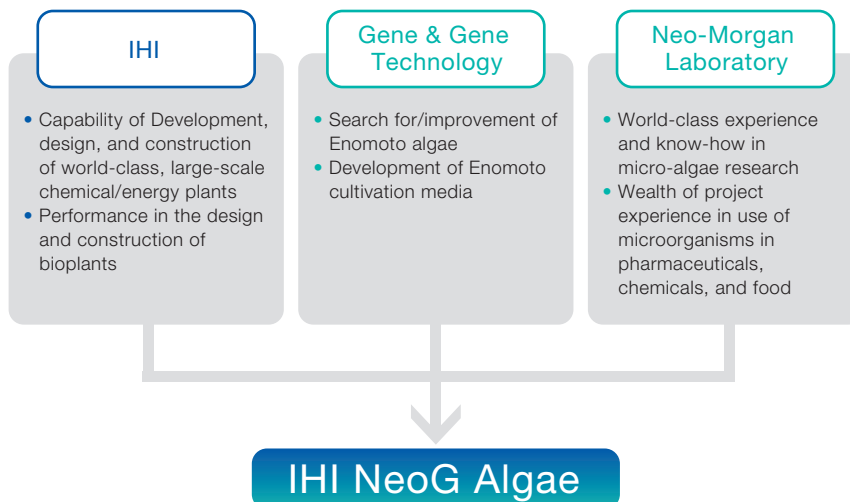 IHI
• Capability of Development,
design, and construction
of world-class, large-scale
chemical/energy plants
• Performance in the design
and construction of
bioplants
Gene & Gene
Technology
• Search for/improvement of
Enomoto algae
• Development of Enomoto
cultivation media
Neo-Morgan
Laboratory
• World-class experience
and know-how in
micro-algae research
• Wealth of project
experience in use of
microorganisms in
pharmaceuticals,
chemicals, and food
IHI NeoG Algae